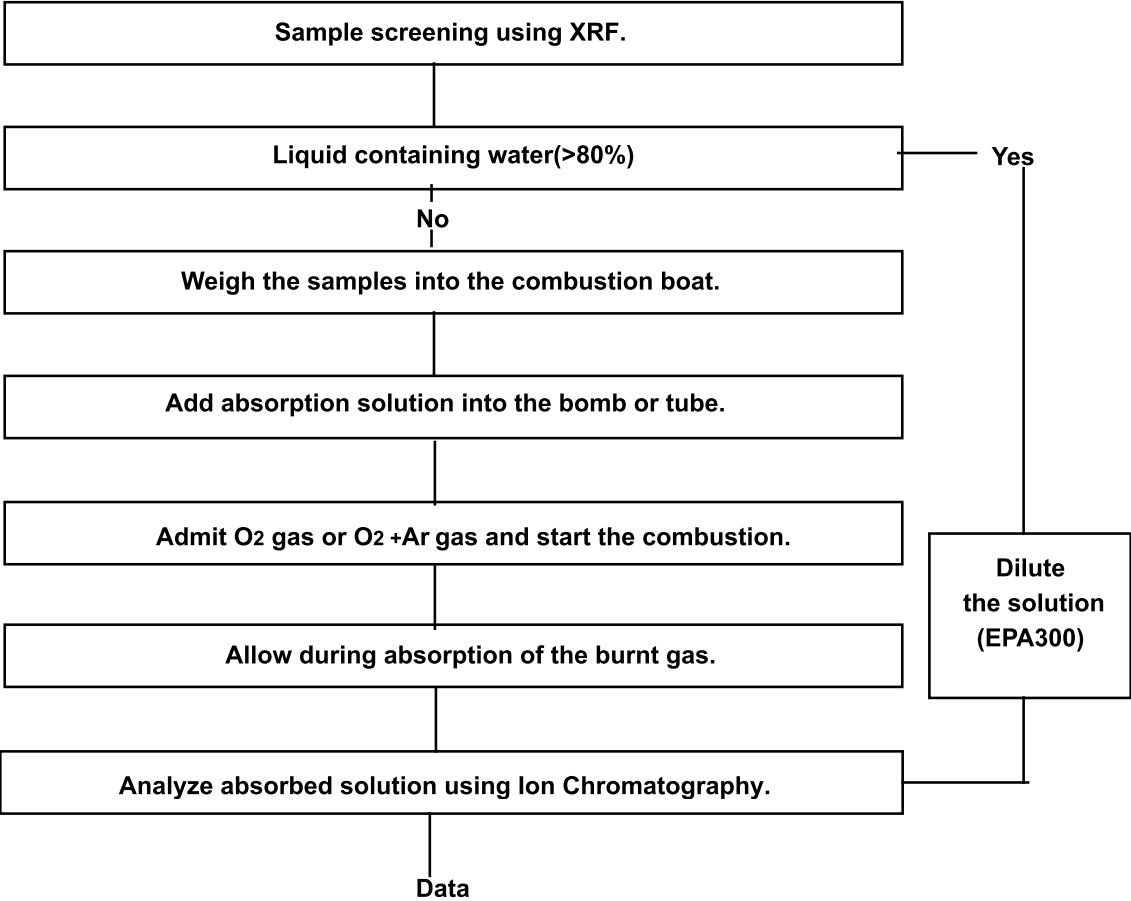 Sample screening using XRF.
Liquid containing water(>80%)
Yes
No
Weigh the samples into the combustion boat.
Add absorption solution into the bomb or tube.
Admit O2 gas or O2 +Ar gas and start the combustion.
Dilute
the solution
(EPA300)
Allow during absorption of the burnt gas.
Analyze absorbed solution using Ion Chromatography.
Data